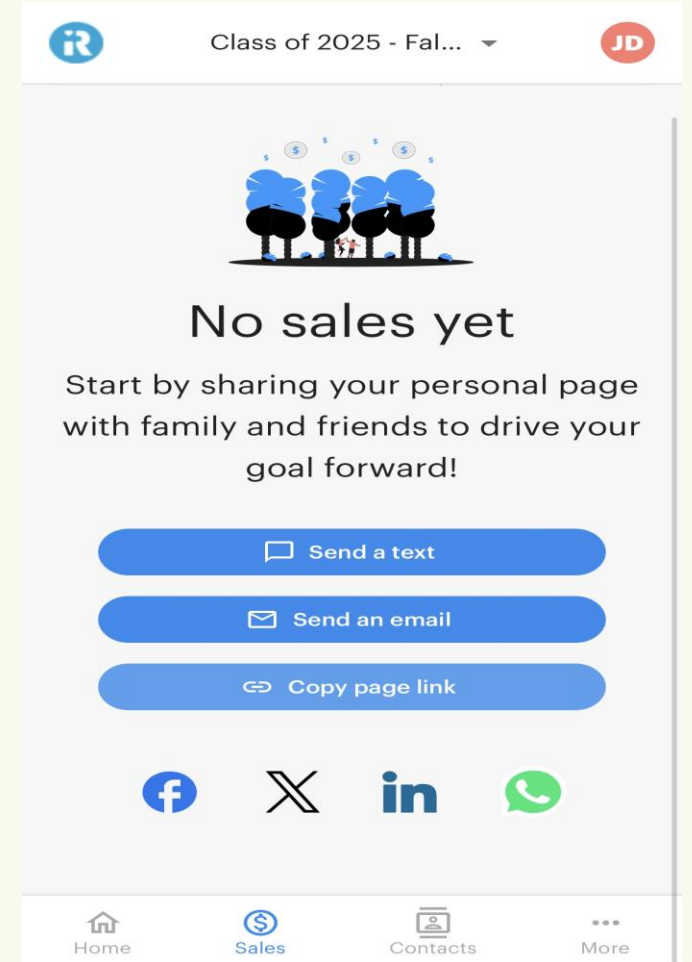 iR
Class of 2025 - Fal...
JD
No sales yet
Start by sharing your personal page
with family and friends to drive your
goal forward!
Send a text
Send an email
Copy page link
Home
Sales
Contacts
More